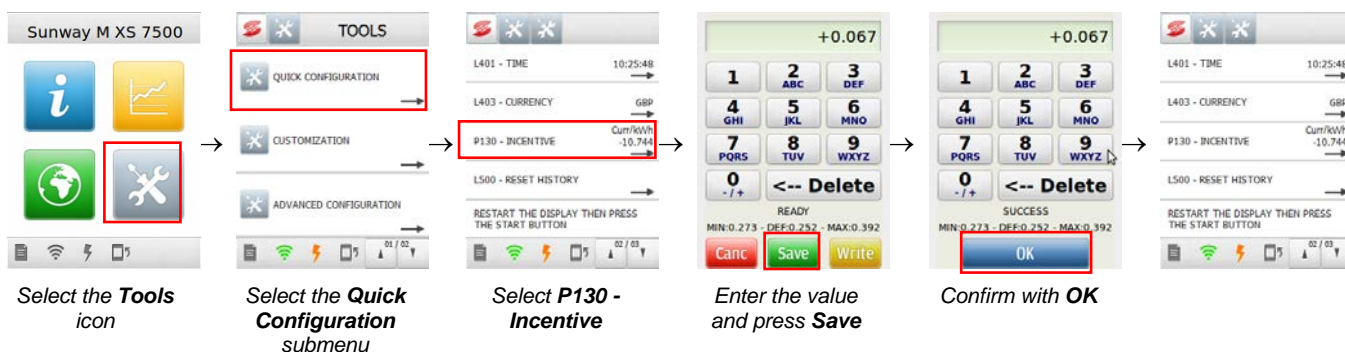 Sunway M XS 7500
TOOLS
QUICK CONFIGURATION
CUSTOMIZATION
ADVANCED CONFIGURATION
01 / 02
L401 - TIME 10:25:48
L403 - CURRENCY GBP
P130 - INCENTIVE Curr/kWh
-10.744
L500 - RESET HISTORY
RESTART THE DISPLAY THEN PRESS
THE START BUTTON
02 / 03
+0.067
1 2 3
ABC DEF
4 5 6
GHI JKL MNO
7 8 9
PQRS TUV WXYZ
0 <-- Delete
- / +
READY
MIN:0.273 - DEF:0.252 - MAX:0.392
Canc Save Write
+0.067
1 2 3
ABC DEF
4 5 6
GHI JKL MNO
7 8 9
PQRS TUV WXYZ
0 <-- Delete
- / +
SUCCESS
MIN:0.273 - DEF:0.252 - MAX:0.392
OK
L401 - TIME 10:25:48
L403 - CURRENCY GBP
P130 - INCENTIVE Curr/kWh
-10.744
L500 - RESET HISTORY
RESTART THE DISPLAY THEN PRESS
THE START BUTTON
02 / 03
Select the Tools
icon
Select the Quick
Configuration
submenu
Select P130 -
Incentive
Enter the value
and press Save
Confirm with OK